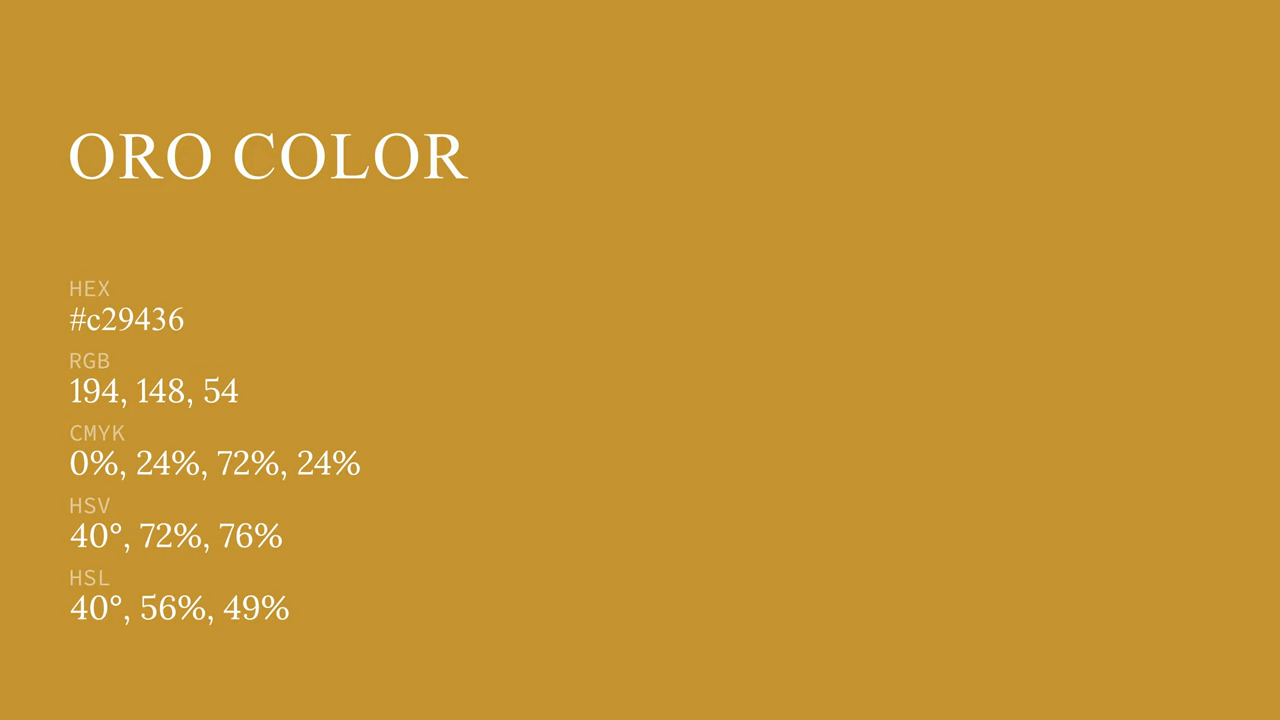 ORO COLOR
HEX
#c29436
RGB
194, 148, 54
CMYK
0%, 24%, 72%, 24%
HSV
40°, 72%, 76%
HSL
40°, 56%, 49%